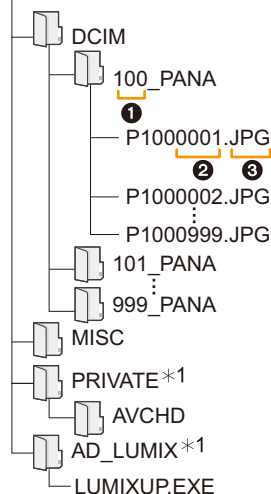 DCIM
100_PANA
❶
P1000001.JPG
❷ ❸
P1000002.JPG
P1000999.JPG
101_PANA
999_PANA
MISC
PRIVATE＊1
AVCHD
AD_LUMIX＊1
LUMIXUP.EXE